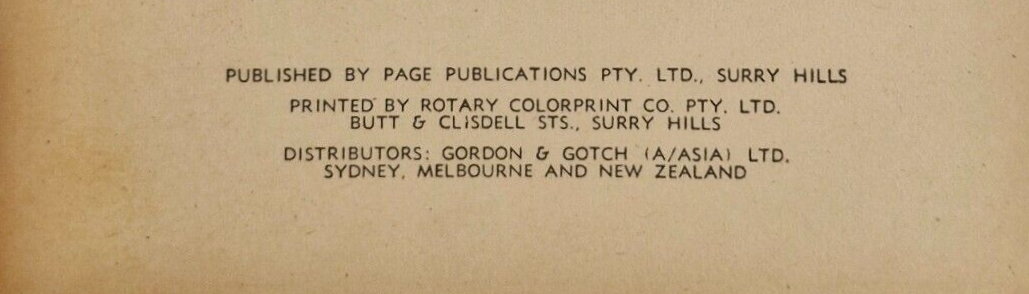 PUBLISHED BY PAGE PUBLICATIONS PTY. LTD., SURRY HILLS
PRINTED BY ROTARY COLORPRINT CO. PTY. LTD.
BUTT & CLISDELL STS., SURRY HILLS
DISTRIBUTORS: GORDON & GOTCH (A/ASIA) LTD.
SYDNEY, MELBOURNE AND NEW ZEALAND